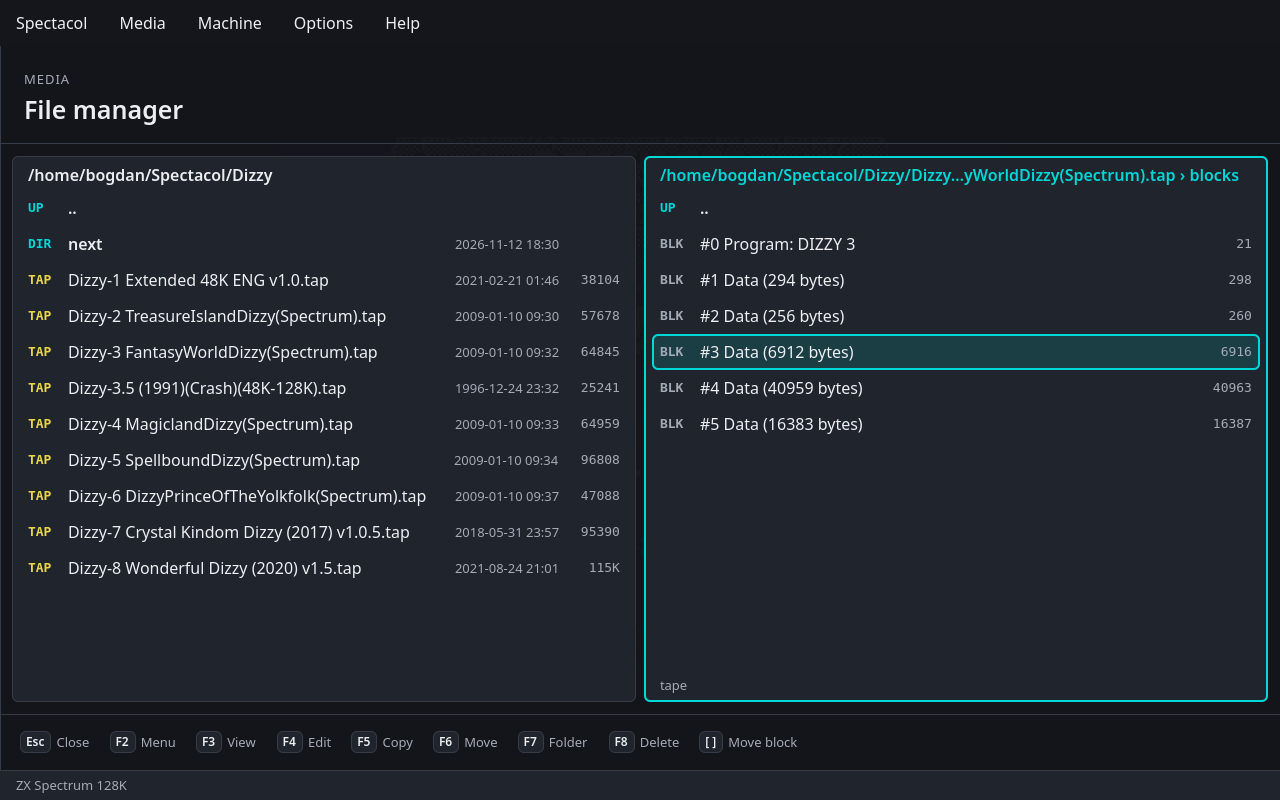 Spectacol Media Machine Options Help
MEDIA
File manager
/home/bogdan/Spectacol/Dizzy
UP ..
DIR next 2026-11-12 18:30
TAP Dizzy-1 Extended 48K ENG v1.0.tap 2021-02-21 01:46 38104
TAP Dizzy-2 TreasureIslandDizzy(Spectrum).tap 2009-01-10 09:30 57678
TAP Dizzy-3 FantasyWorldDizzy(Spectrum).tap 2009-01-10 09:32 64845
TAP Dizzy-3.5 (1991)(Crash)(48K-128K).tap 1996-12-24 23:32 25241
TAP Dizzy-4 MagiclandDizzy(Spectrum).tap 2009-01-10 09:33 64959
TAP Dizzy-5 SpellboundDizzy(Spectrum).tap 2009-01-10 09:34 96808
TAP Dizzy-6 DizzyPrinceOfTheYolkfolk(Spectrum).tap 2009-01-10 09:37 47088
TAP Dizzy-7 Crystal Kindom Dizzy (2017) v1.0.5.tap 2018-05-31 23:57 95390
TAP Dizzy-8 Wonderful Dizzy (2020) v1.5.tap 2021-08-24 21:01 115K
/home/bogdan/Spectacol/Dizzy/Dizzy...yWorldDizzy(Spectrum).tap › blocks
UP ..
BLK #0 Program: DIZZY 3 21
BLK #1 Data (294 bytes) 298
BLK #2 Data (256 bytes) 260
BLK #3 Data (6912 bytes) 6916
BLK #4 Data (40959 bytes) 40963
BLK #5 Data (16383 bytes) 16387
tape
Esc Close F2 Menu F3 View F4 Edit F5 Copy F6 Move F7 Folder F8 Delete [ ] Move block
ZX Spectrum 128K